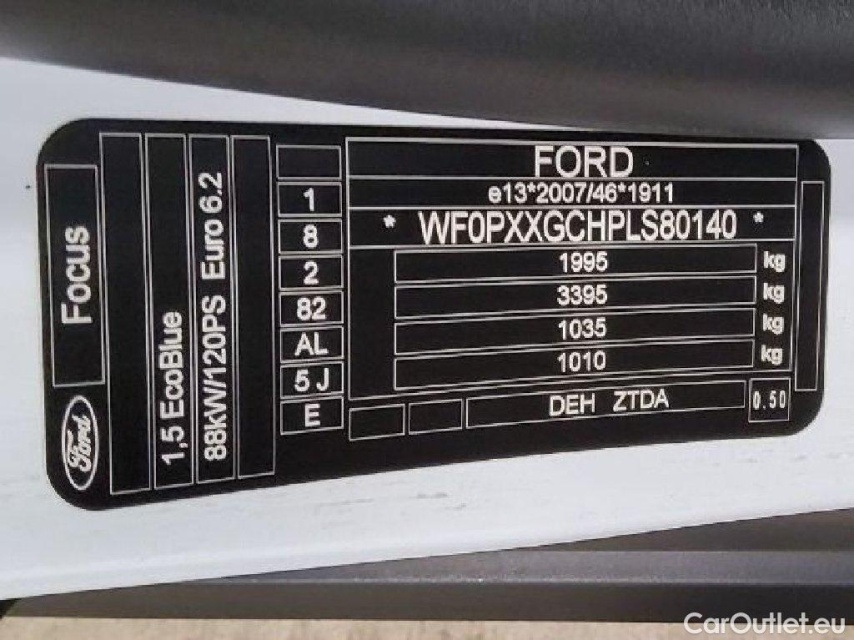 Focus
Ford
1,5 EcoBlue
88kW/120PS Euro 6.2
1
8
2
82
AL
5 J
E
FORD
e13*2007/46*1911
* WF0PXXGCHPLS80140 *
1995 kg
3395 kg
1035 kg
1010 kg
DEH ZTDA
0.50
CarOutlet.eu